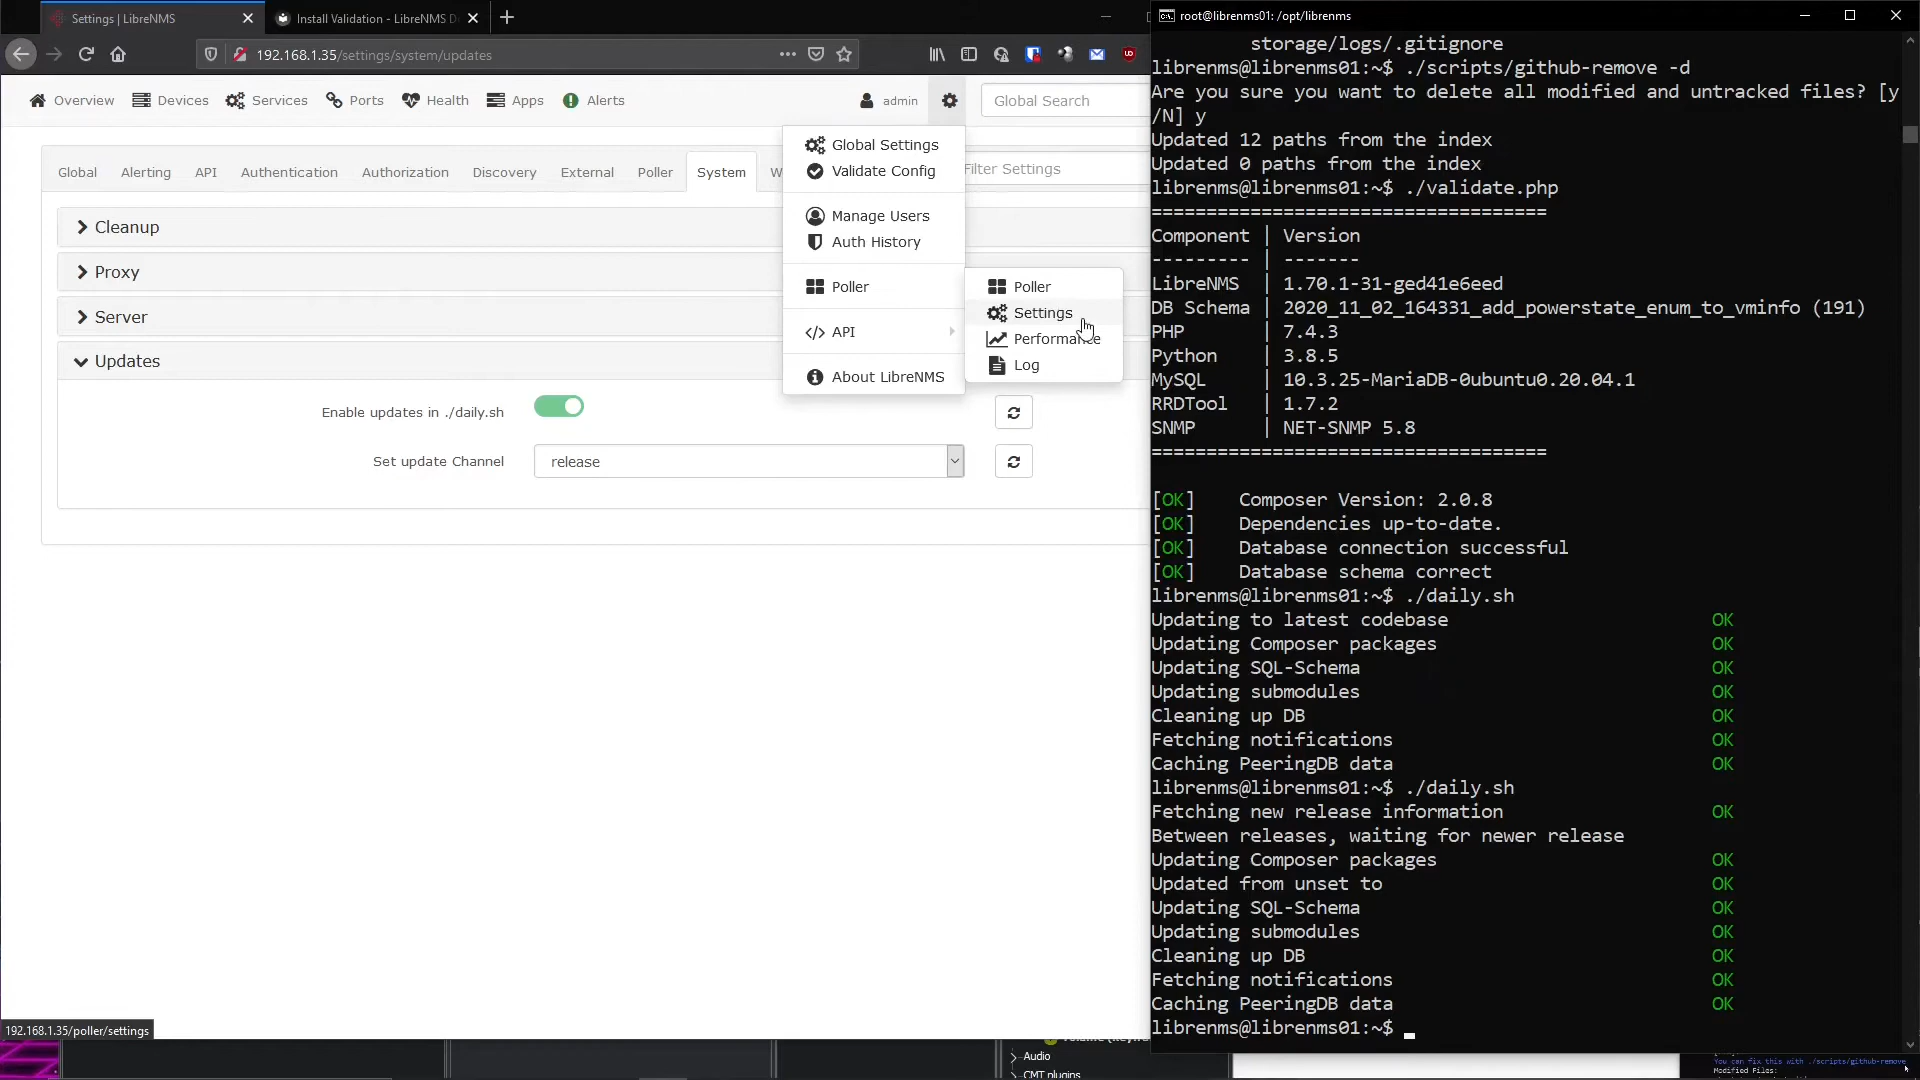 Settings | LibreNMS
Install Validation - LibreNMS D
192.168.1.35/settings/system/updates
Overview
Devices
Services
Ports
Health
Apps
Alerts
admin
Global Search
Global Settings
Validate Config
Manage Users
Auth History
Poller
API
About LibreNMS
Poller
Settings
Performance
Log
Global
Alerting
API
Authentication
Authorization
Discovery
External
Poller
System
W
Filter Settings
Cleanup
Proxy
Server
Updates
Enable updates in ./daily.sh
Set update Channel
release
192.168.1.35/poller/settings
root@librenms01: /opt/librenms
storage/logs/.gitignore
librenms@librenms01:~$ ./scripts/github-remove -d
Are you sure you want to delete all modified and untracked files? [y
/N] y
Updated 12 paths from the index
Updated 0 paths from the index
librenms@librenms01:~$ ./validate.php
====================================
Component | Version
--------- | -------
LibreNMS  | 1.70.1-31-ged41e6eed
DB Schema | 2020_11_02_164331_add_powerstate_enum_to_vminfo (191)
PHP       | 7.4.3
Python    | 3.8.5
MySQL     | 10.3.25-MariaDB-0ubuntu0.20.04.1
RRDTool   | 1.7.2
SNMP      | NET-SNMP 5.8
====================================
[OK]    Composer Version: 2.0.8
[OK]    Dependencies up-to-date.
[OK]    Database connection successful
[OK]    Database schema correct
librenms@librenms01:~$ ./daily.sh
Updating to latest codebase OK
Updating Composer packages OK
Updating SQL-Schema OK
Updating submodules OK
Cleaning up DB OK
Fetching notifications OK
Caching PeeringDB data OK
librenms@librenms01:~$ ./daily.sh
Fetching new release information OK
Between releases, waiting for newer release
Updating Composer packages OK
Updated from unset to OK
Updating SQL-Schema OK
Updating submodules OK
Cleaning up DB OK
Fetching notifications OK
Caching PeeringDB data OK
librenms@librenms01:~$
Audio
CMT plugins
You can fix this with ./scripts/github-remove
Modified Files: